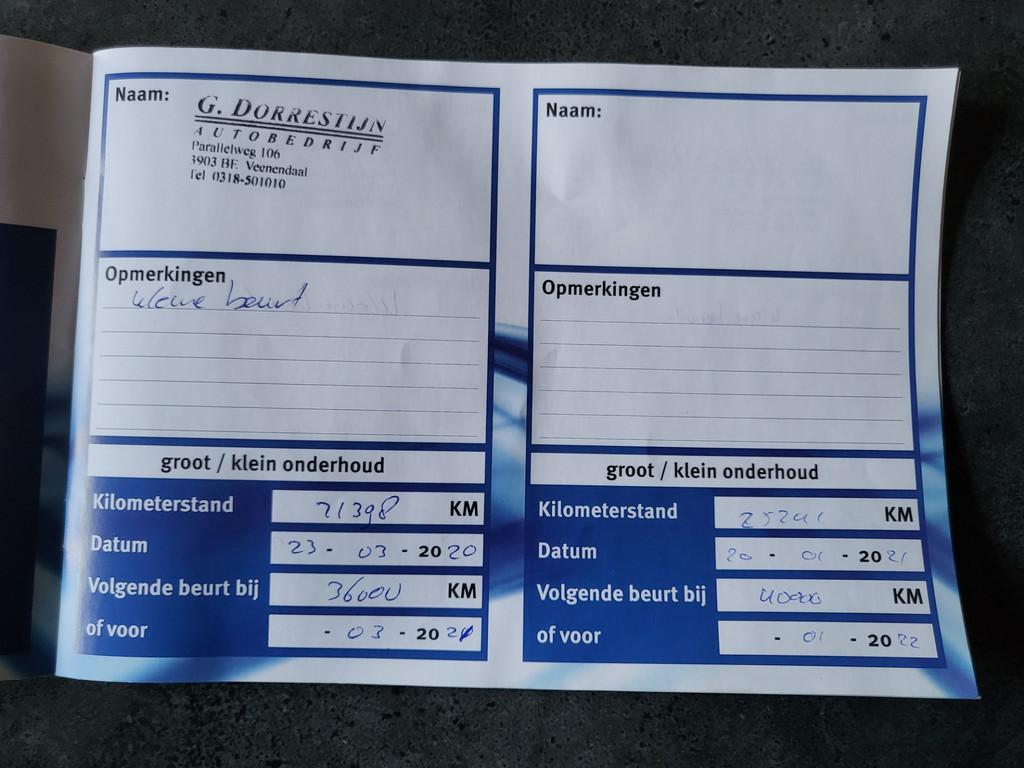 Naam:
G. DORRESTIJN
AUTOBEDRIJF
Parallelweg 106
3903 BE Veenendaal
Tel 0318-501010
Opmerkingen
kleine beurt
groot / klein onderhoud
Kilometerstand 21398 KM
Datum 23 - 03 - 2020
Volgende beurt bij 36000 KM
of voor - 03 - 2021
Naam:
Opmerkingen
groot / klein onderhoud
Kilometerstand 25241 KM
Datum 20 - 01 - 2021
Volgende beurt bij 40000 KM
of voor - 01 - 2022